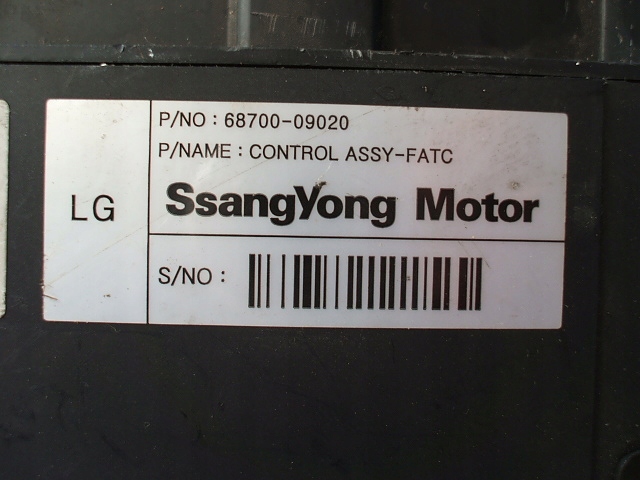 P/NO : 68700-09020
P/NAME : CONTROL ASSY-FATC
LG
SsangYong Motor
S/NO :